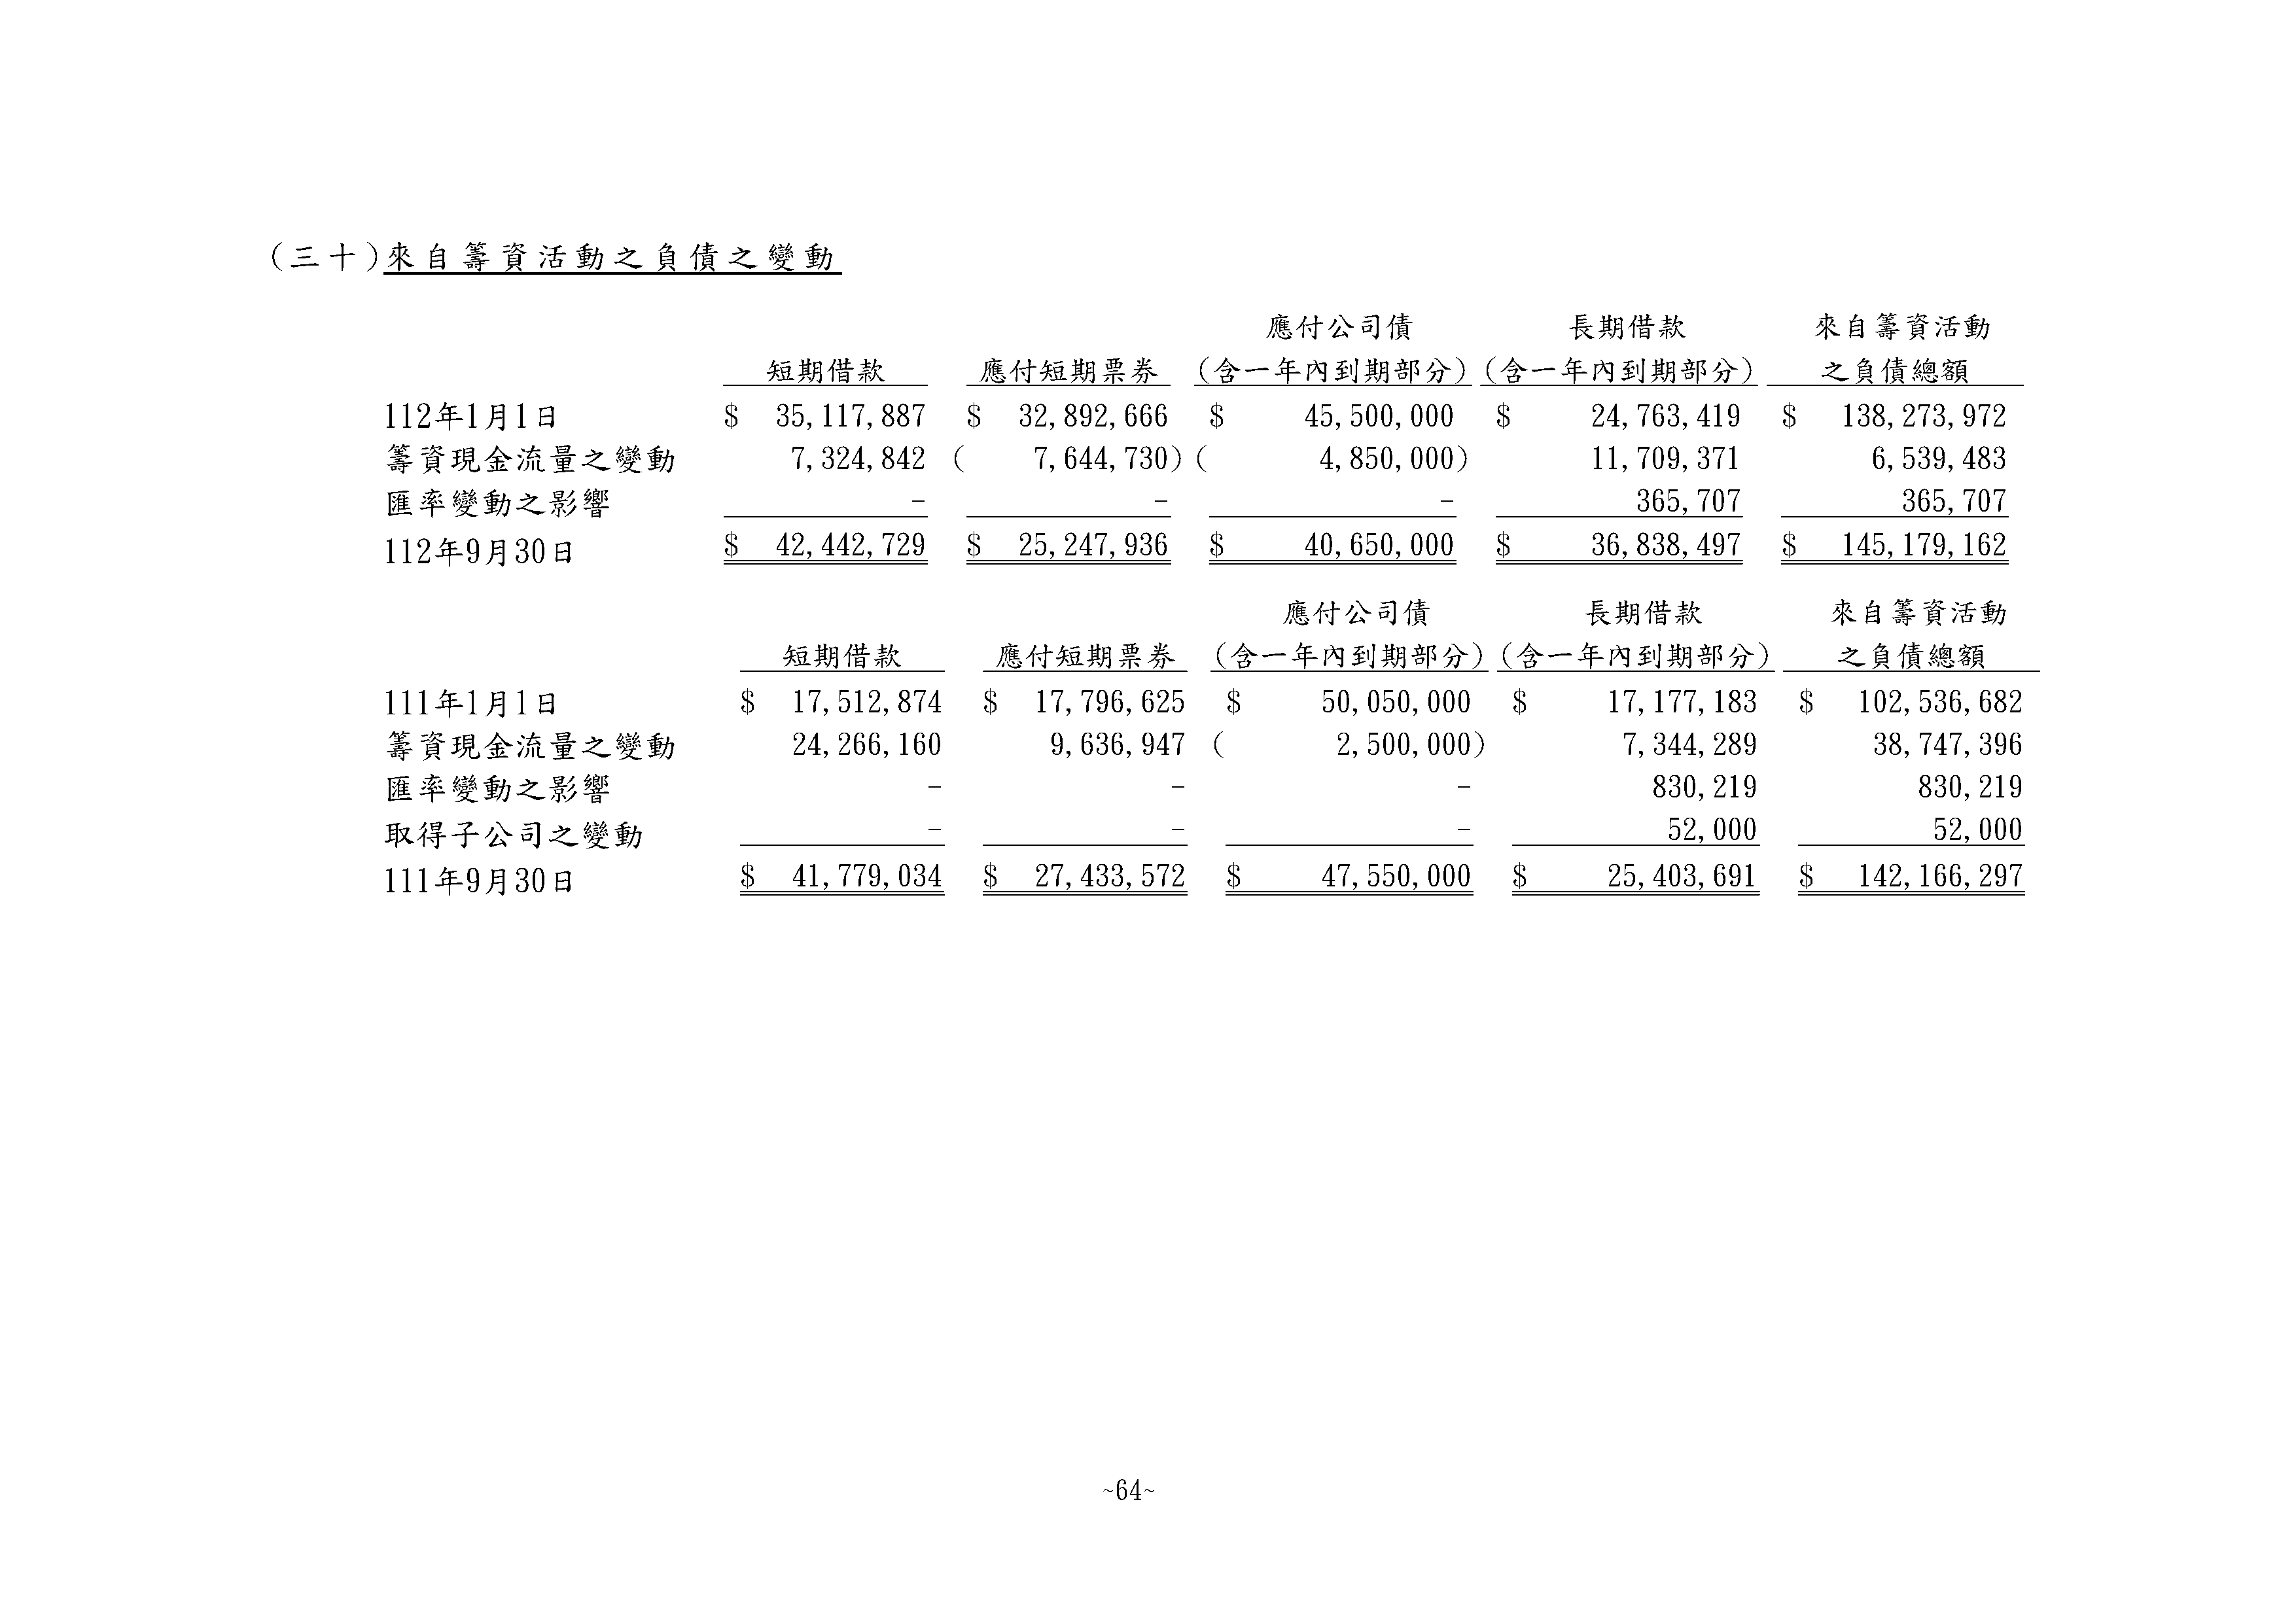 (三十)來自籌資活動之負債之變動
應付公司債 長期借款 來自籌資活動
短期借款 應付短期票券 (含一年內到期部分) (含一年內到期部分) 之負債總額
112年1月1日 $ 35,117,887 $ 32,892,666 $ 45,500,000 $ 24,763,419 $ 138,273,972
籌資現金流量之變動 7,324,842 ( 7,644,730) ( 4,850,000) 11,709,371 6,539,483
匯率變動之影響 - - - 365,707 365,707
112年9月30日 $ 42,442,729 $ 25,247,936 $ 40,650,000 $ 36,838,497 $ 145,179,162
應付公司債 長期借款 來自籌資活動
短期借款 應付短期票券 (含一年內到期部分) (含一年內到期部分) 之負債總額
111年1月1日 $ 17,512,874 $ 17,796,625 $ 50,050,000 $ 17,177,183 $ 102,536,682
籌資現金流量之變動 24,266,160 9,636,947 ( 2,500,000) 7,344,289 38,747,396
匯率變動之影響 - - - 830,219 830,219
取得子公司之變動 - - - 52,000 52,000
111年9月30日 $ 41,779,034 $ 27,433,572 $ 47,550,000 $ 25,403,691 $ 142,166,297
~64~